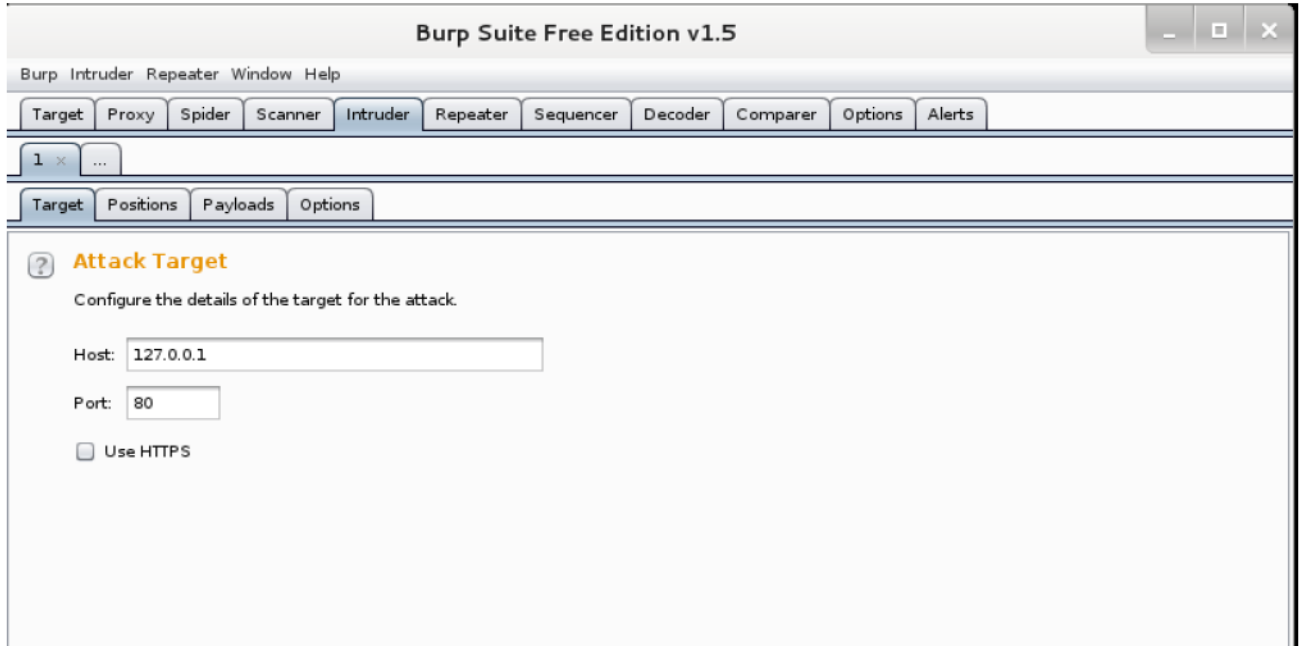 Burp Suite Free Edition v1.5
Burp Intruder Repeater Window Help
Target Proxy Spider Scanner Intruder Repeater Sequencer Decoder Comparer Options Alerts
1 × ...
Target Positions Payloads Options
? Attack Target
Configure the details of the target for the attack.
Host: 127.0.0.1
Port: 80
Use HTTPS